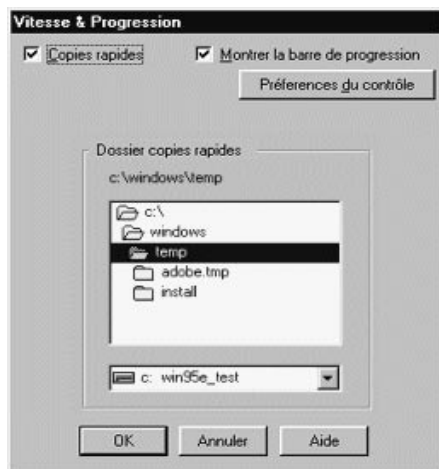 Vitesse & Progression
Copies rapides
Montrer la barre de progression
Préferences du contrôle
Dossier copies rapides
c:\windows\temp
c:\
windows
temp
adobe.tmp
install
c: win95e_test
OK
Annuler
Aide